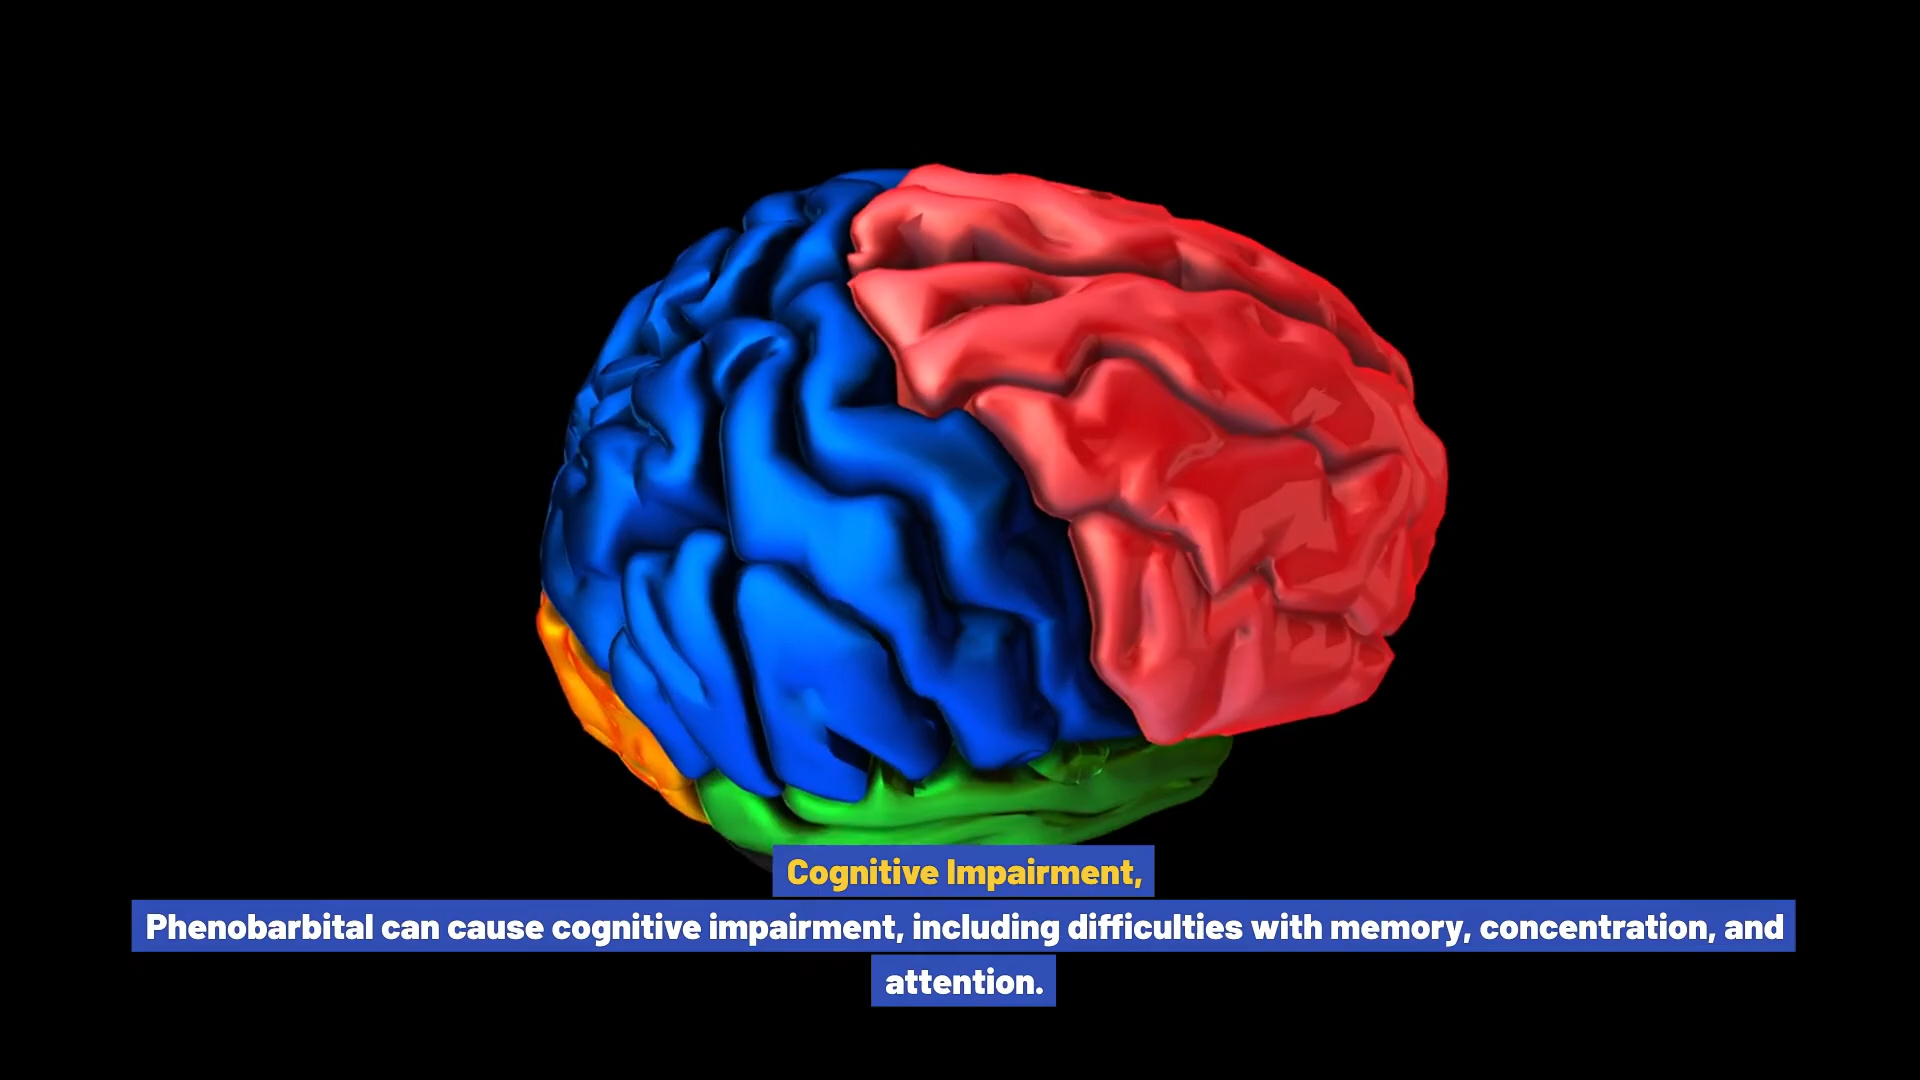 Cognitive Impairment,
Phenobarbital can cause cognitive impairment, including difficulties with memory, concentration, and
attention.